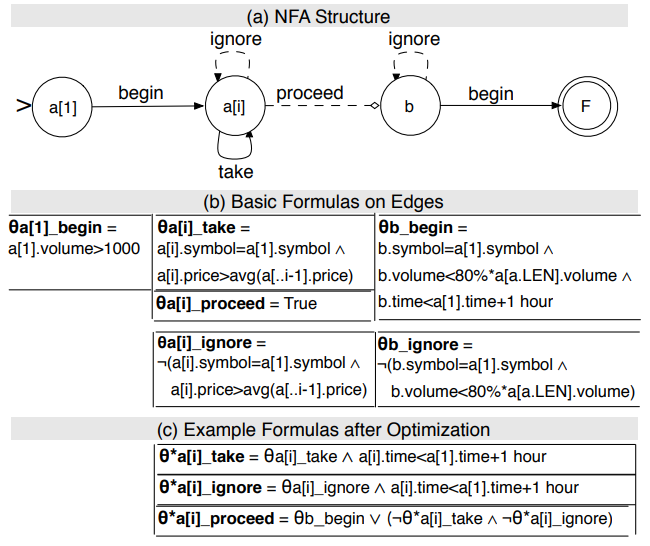 (a) NFA Structure
ignore
ignore
begin
proceed
begin
>
a[1]
a[i]
b
F
take
(b) Basic Formulas on Edges
θa[1]_begin =
a[1].volume>1000
θa[i]_take =
a[i].symbol=a[1].symbol ∧
a[i].price>avg(a[..i-1].price)
θa[i]_proceed = True
θb_begin =
b.symbol=a[1].symbol ∧
b.volume<80%*a[a.LEN].volume ∧
b.time<a[1].time+1 hour
θa[i]_ignore =
¬(a[i].symbol=a[1].symbol ∧
a[i].price>avg(a[..i-1].price)
θb_ignore =
¬(b.symbol=a[1].symbol ∧
b.volume<80%*a[a.LEN].volume)
(c) Example Formulas after Optimization
θ*a[i]_take = θa[i]_take ∧ a[i].time<a[1].time+1 hour
θ*a[i]_ignore = θa[i]_ignore ∧ a[i].time<a[1].time+1 hour
θ*a[i]_proceed = θb_begin ∨ (¬θ*a[i]_take ∧ ¬θ*a[i]_ignore)